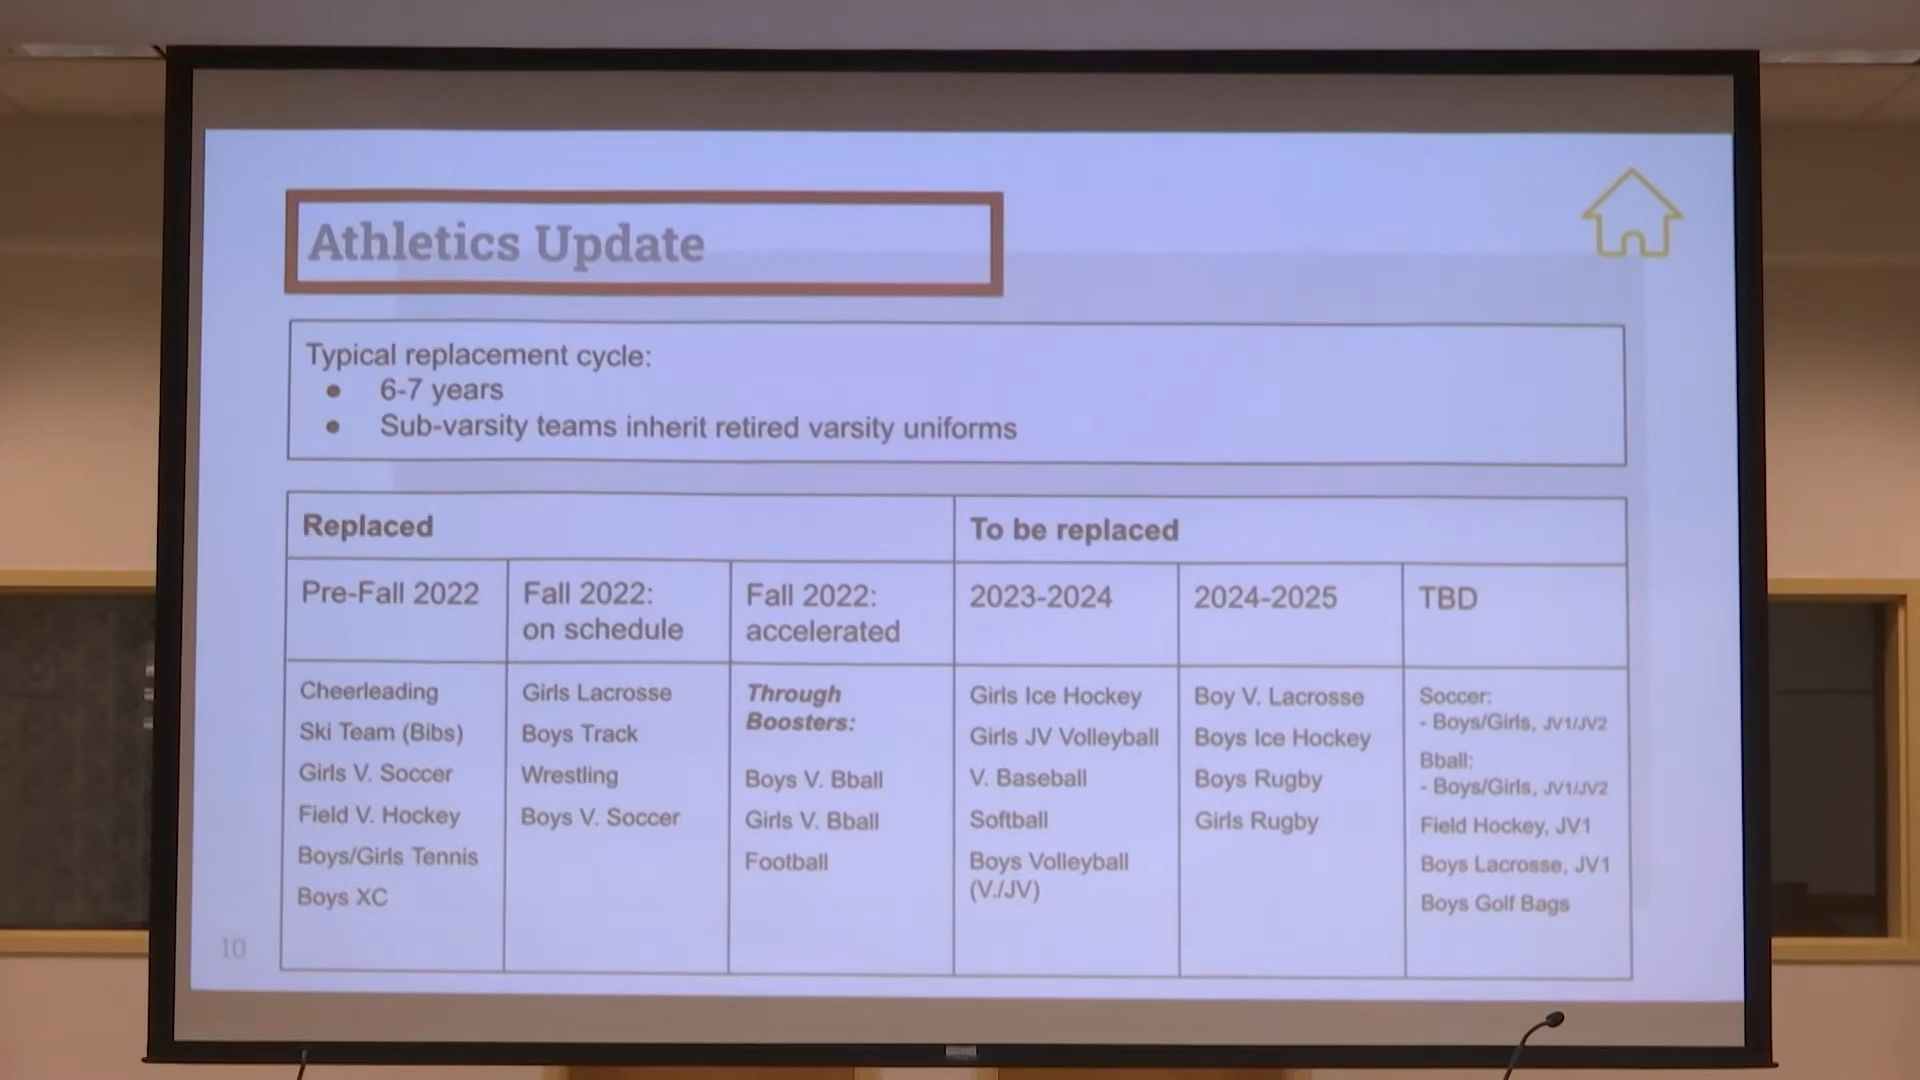 Athletics Update
Typical replacement cycle:
● 6-7 years
● Sub-varsity teams inherit retired varsity uniforms
Replaced
To be replaced
Pre-Fall 2022
Fall 2022:
on schedule
Fall 2022:
accelerated
2023-2024
2024-2025
TBD
Cheerleading
Ski Team (Bibs)
Girls V. Soccer
Field V. Hockey
Boys/Girls Tennis
Boys XC
Girls Lacrosse
Boys Track
Wrestling
Boys V. Soccer
Through
Boosters:
Boys V. Bball
Girls V. Bball
Football
Girls Ice Hockey
Girls JV Volleyball
V. Baseball
Softball
Boys Volleyball
(V./JV)
Boy V. Lacrosse
Boys Ice Hockey
Boys Rugby
Girls Rugby
Soccer:
- Boys/Girls, JV1/JV2
Bball:
- Boys/Girls, JV1/JV2
Field Hockey, JV1
Boys Lacrosse, JV1
Boys Golf Bags
10